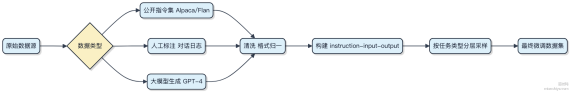 原始数据源
数据类型
公开指令集 Alpaca/Flan
人工标注 对话日志
大模型生成 GPT-4
清洗 格式归一
构建 instruction-input-output
按任务类型分层采样
最终微调数据集